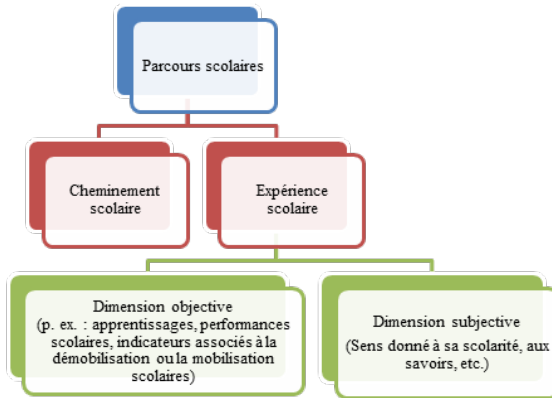 Parcours scolaires
Cheminement
scolaire
Expérience
scolaire
Dimension objective
(p. ex. : apprentissages, performances
scolaires, indicateurs associés à la
démobilisation ou la mobilisation
scolaires)
Dimension subjective
(Sens donné à sa scolarité, aux
savoirs, etc.)